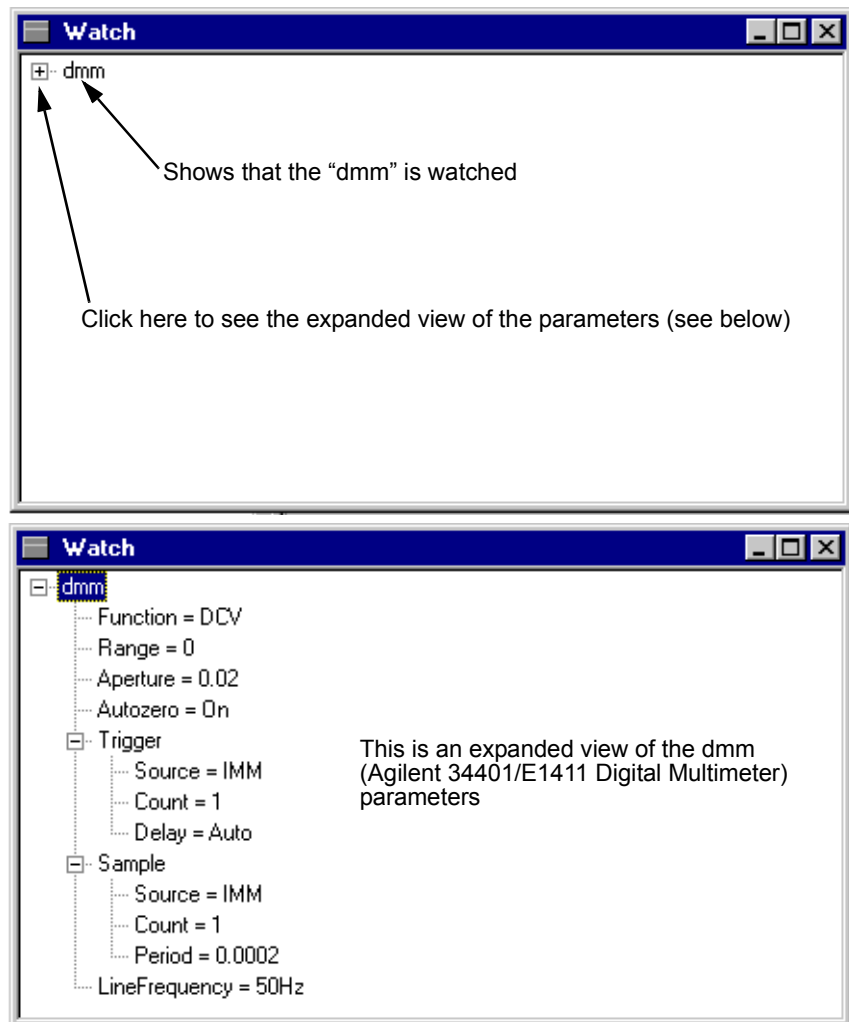 Watch
dmm
Shows that the “dmm” is watched
Click here to see the expanded view of the parameters (see below)
Watch
dmm
Function = DCV
Range = 0
Aperture = 0.02
Autozero = On
Trigger
Source = IMM
Count = 1
Delay = Auto
Sample
Source = IMM
Count = 1
Period = 0.0002
LineFrequency = 50Hz
This is an expanded view of the dmm
(Agilent 34401/E1411 Digital Multimeter)
parameters